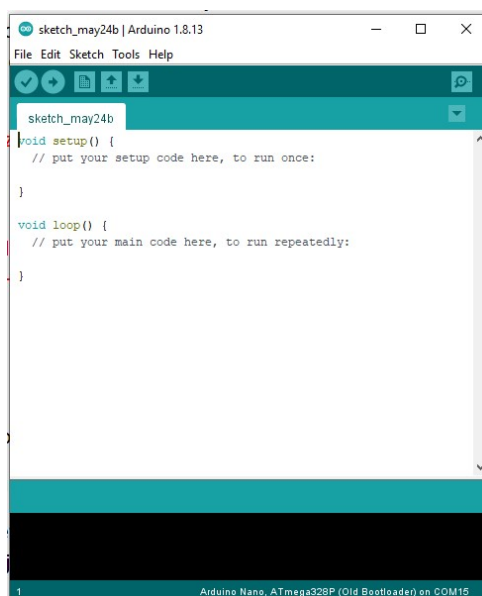 sketch_may24b | Arduino 1.8.13
File Edit Sketch Tools Help
sketch_may24b
void setup() {
  // put your setup code here, to run once:
}
void loop() {
  // put your main code here, to run repeatedly:
}
1 Arduino Nano, ATmega328P (Old Bootloader) on COM15